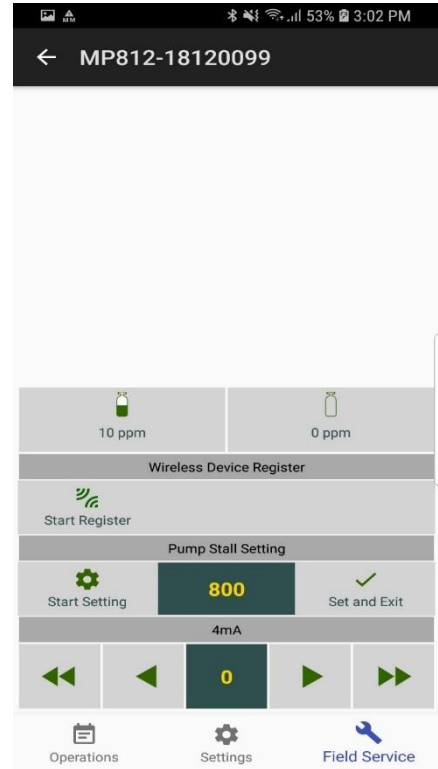 53% 3:02 PM
MP812-18120099
10 ppm 0 ppm
Wireless Device Register
Start Register
Pump Stall Setting
Start Setting 800 Set and Exit
4mA
0
Operations Settings Field Service